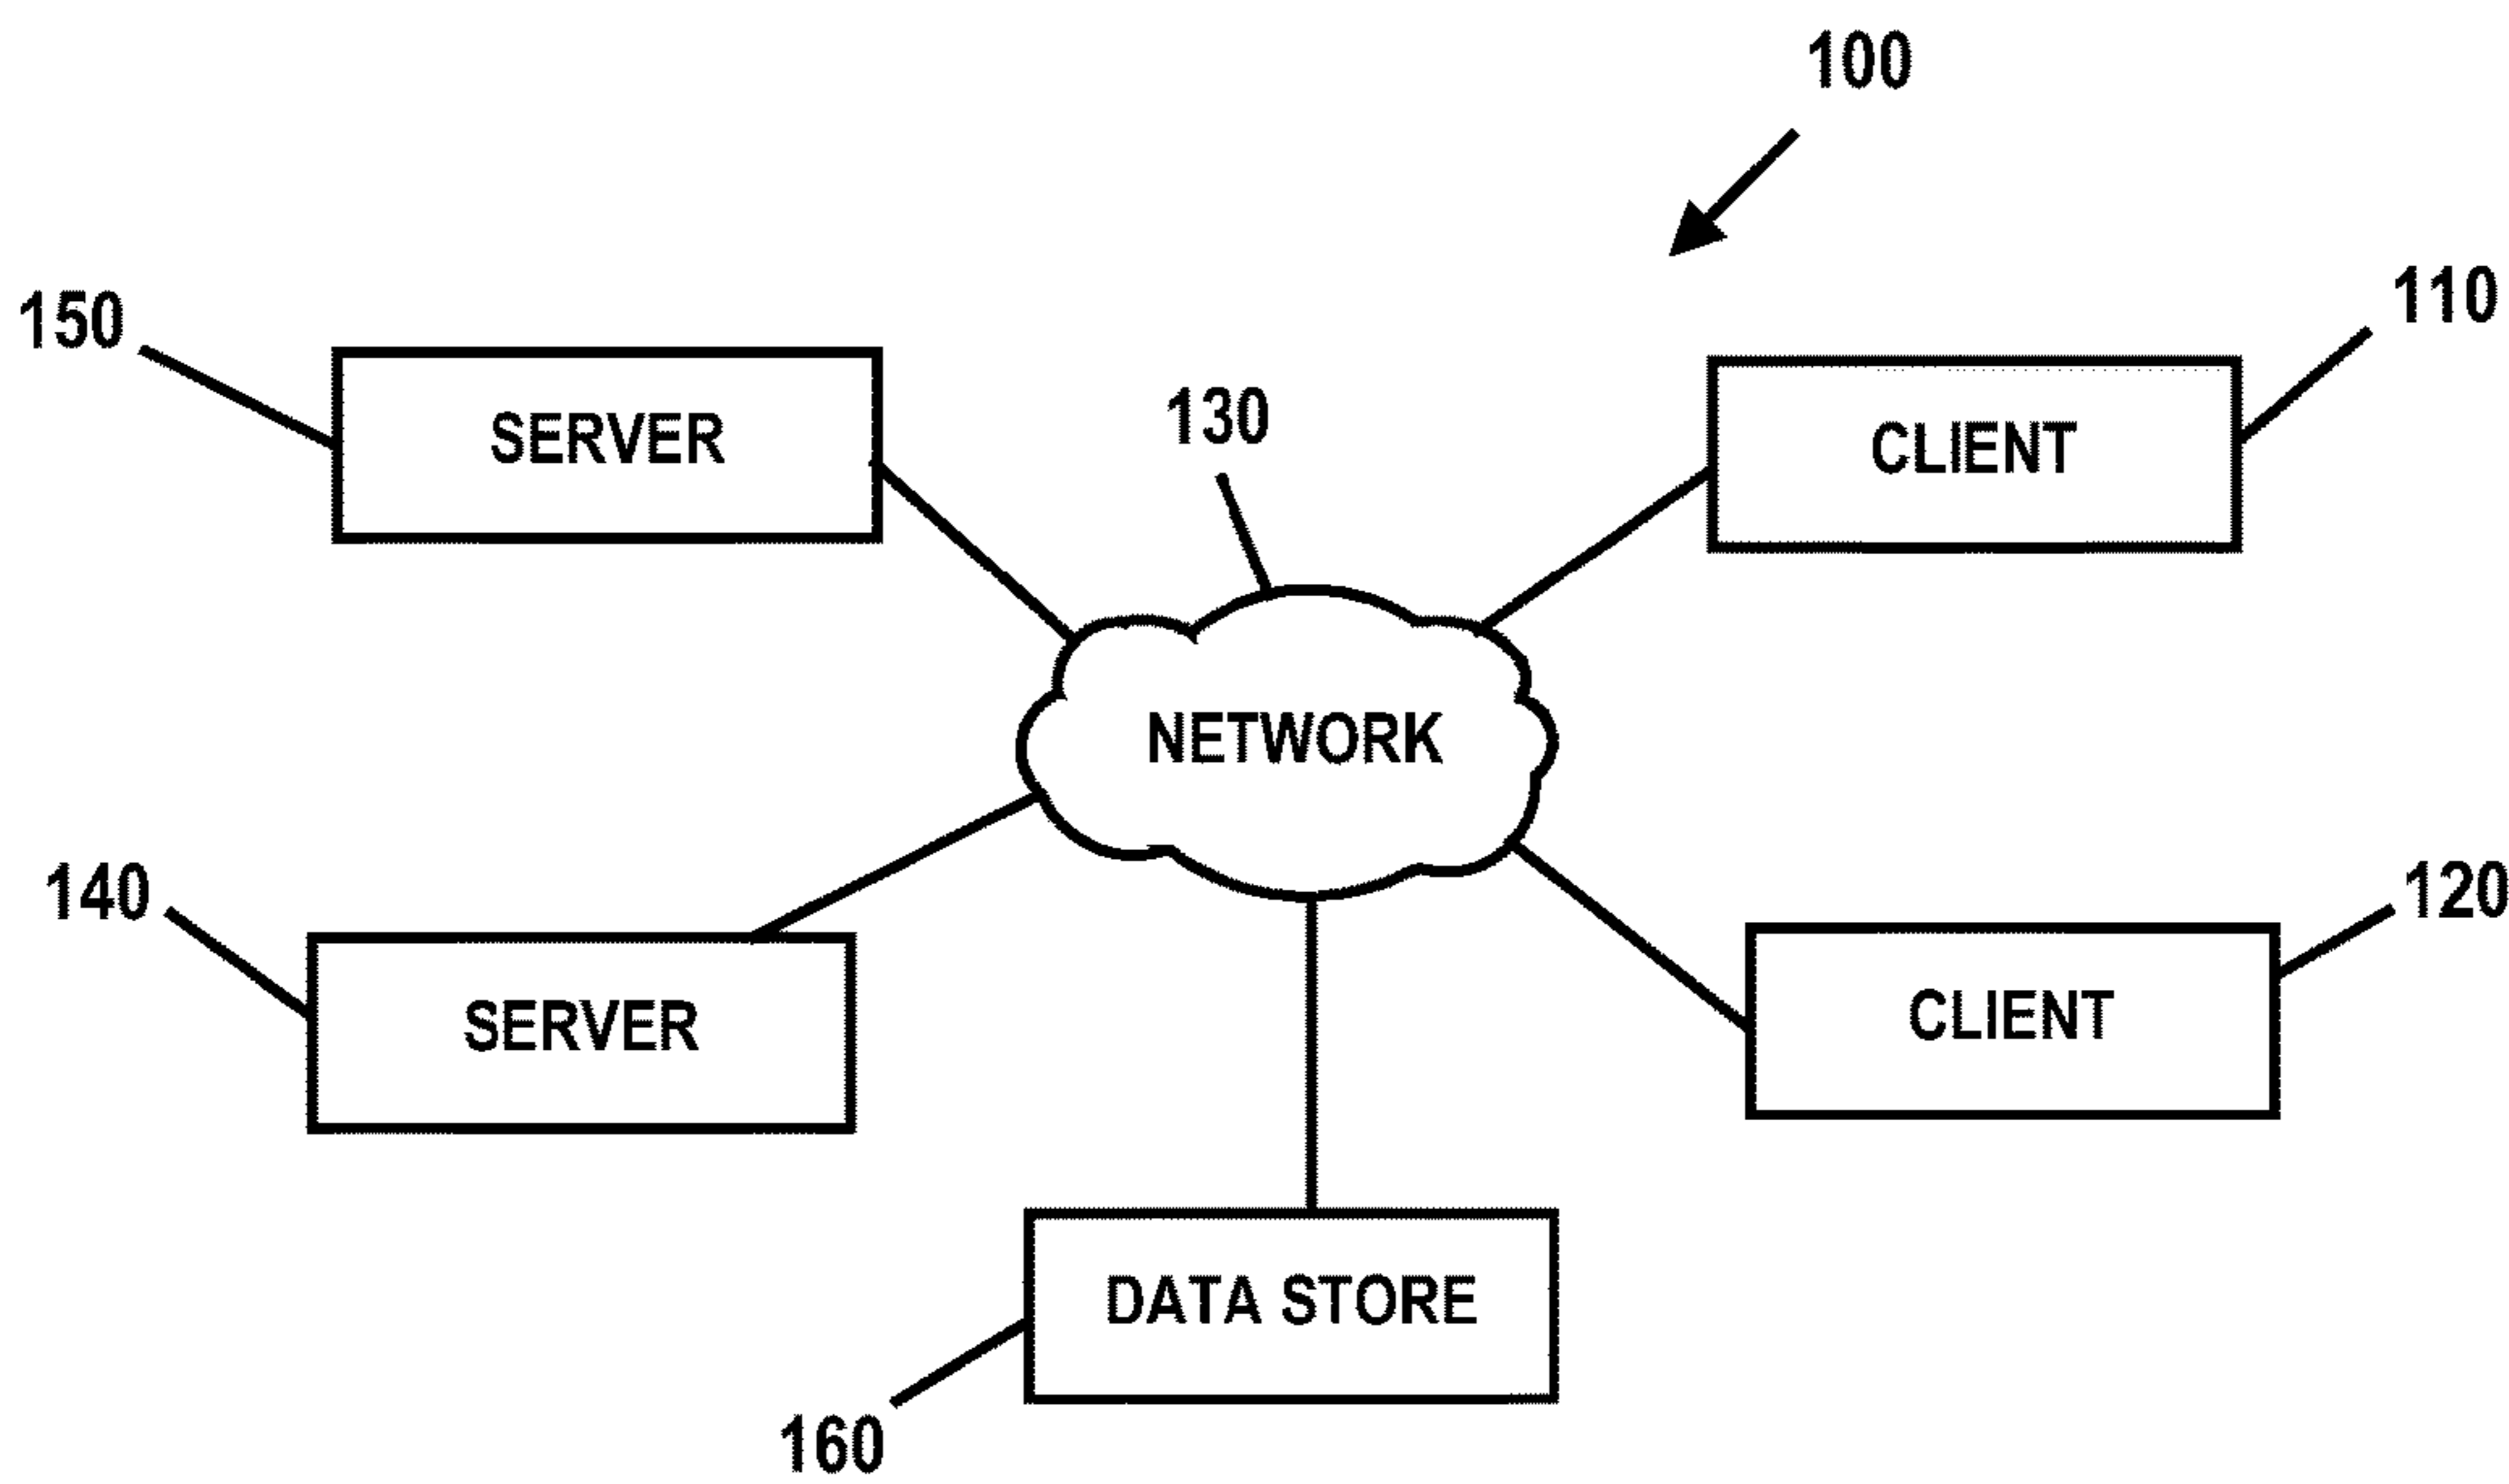 100
110
150
SERVER
130
CLIENT
NETWORK
140
120
SERVER
CLIENT
DATA STORE
160